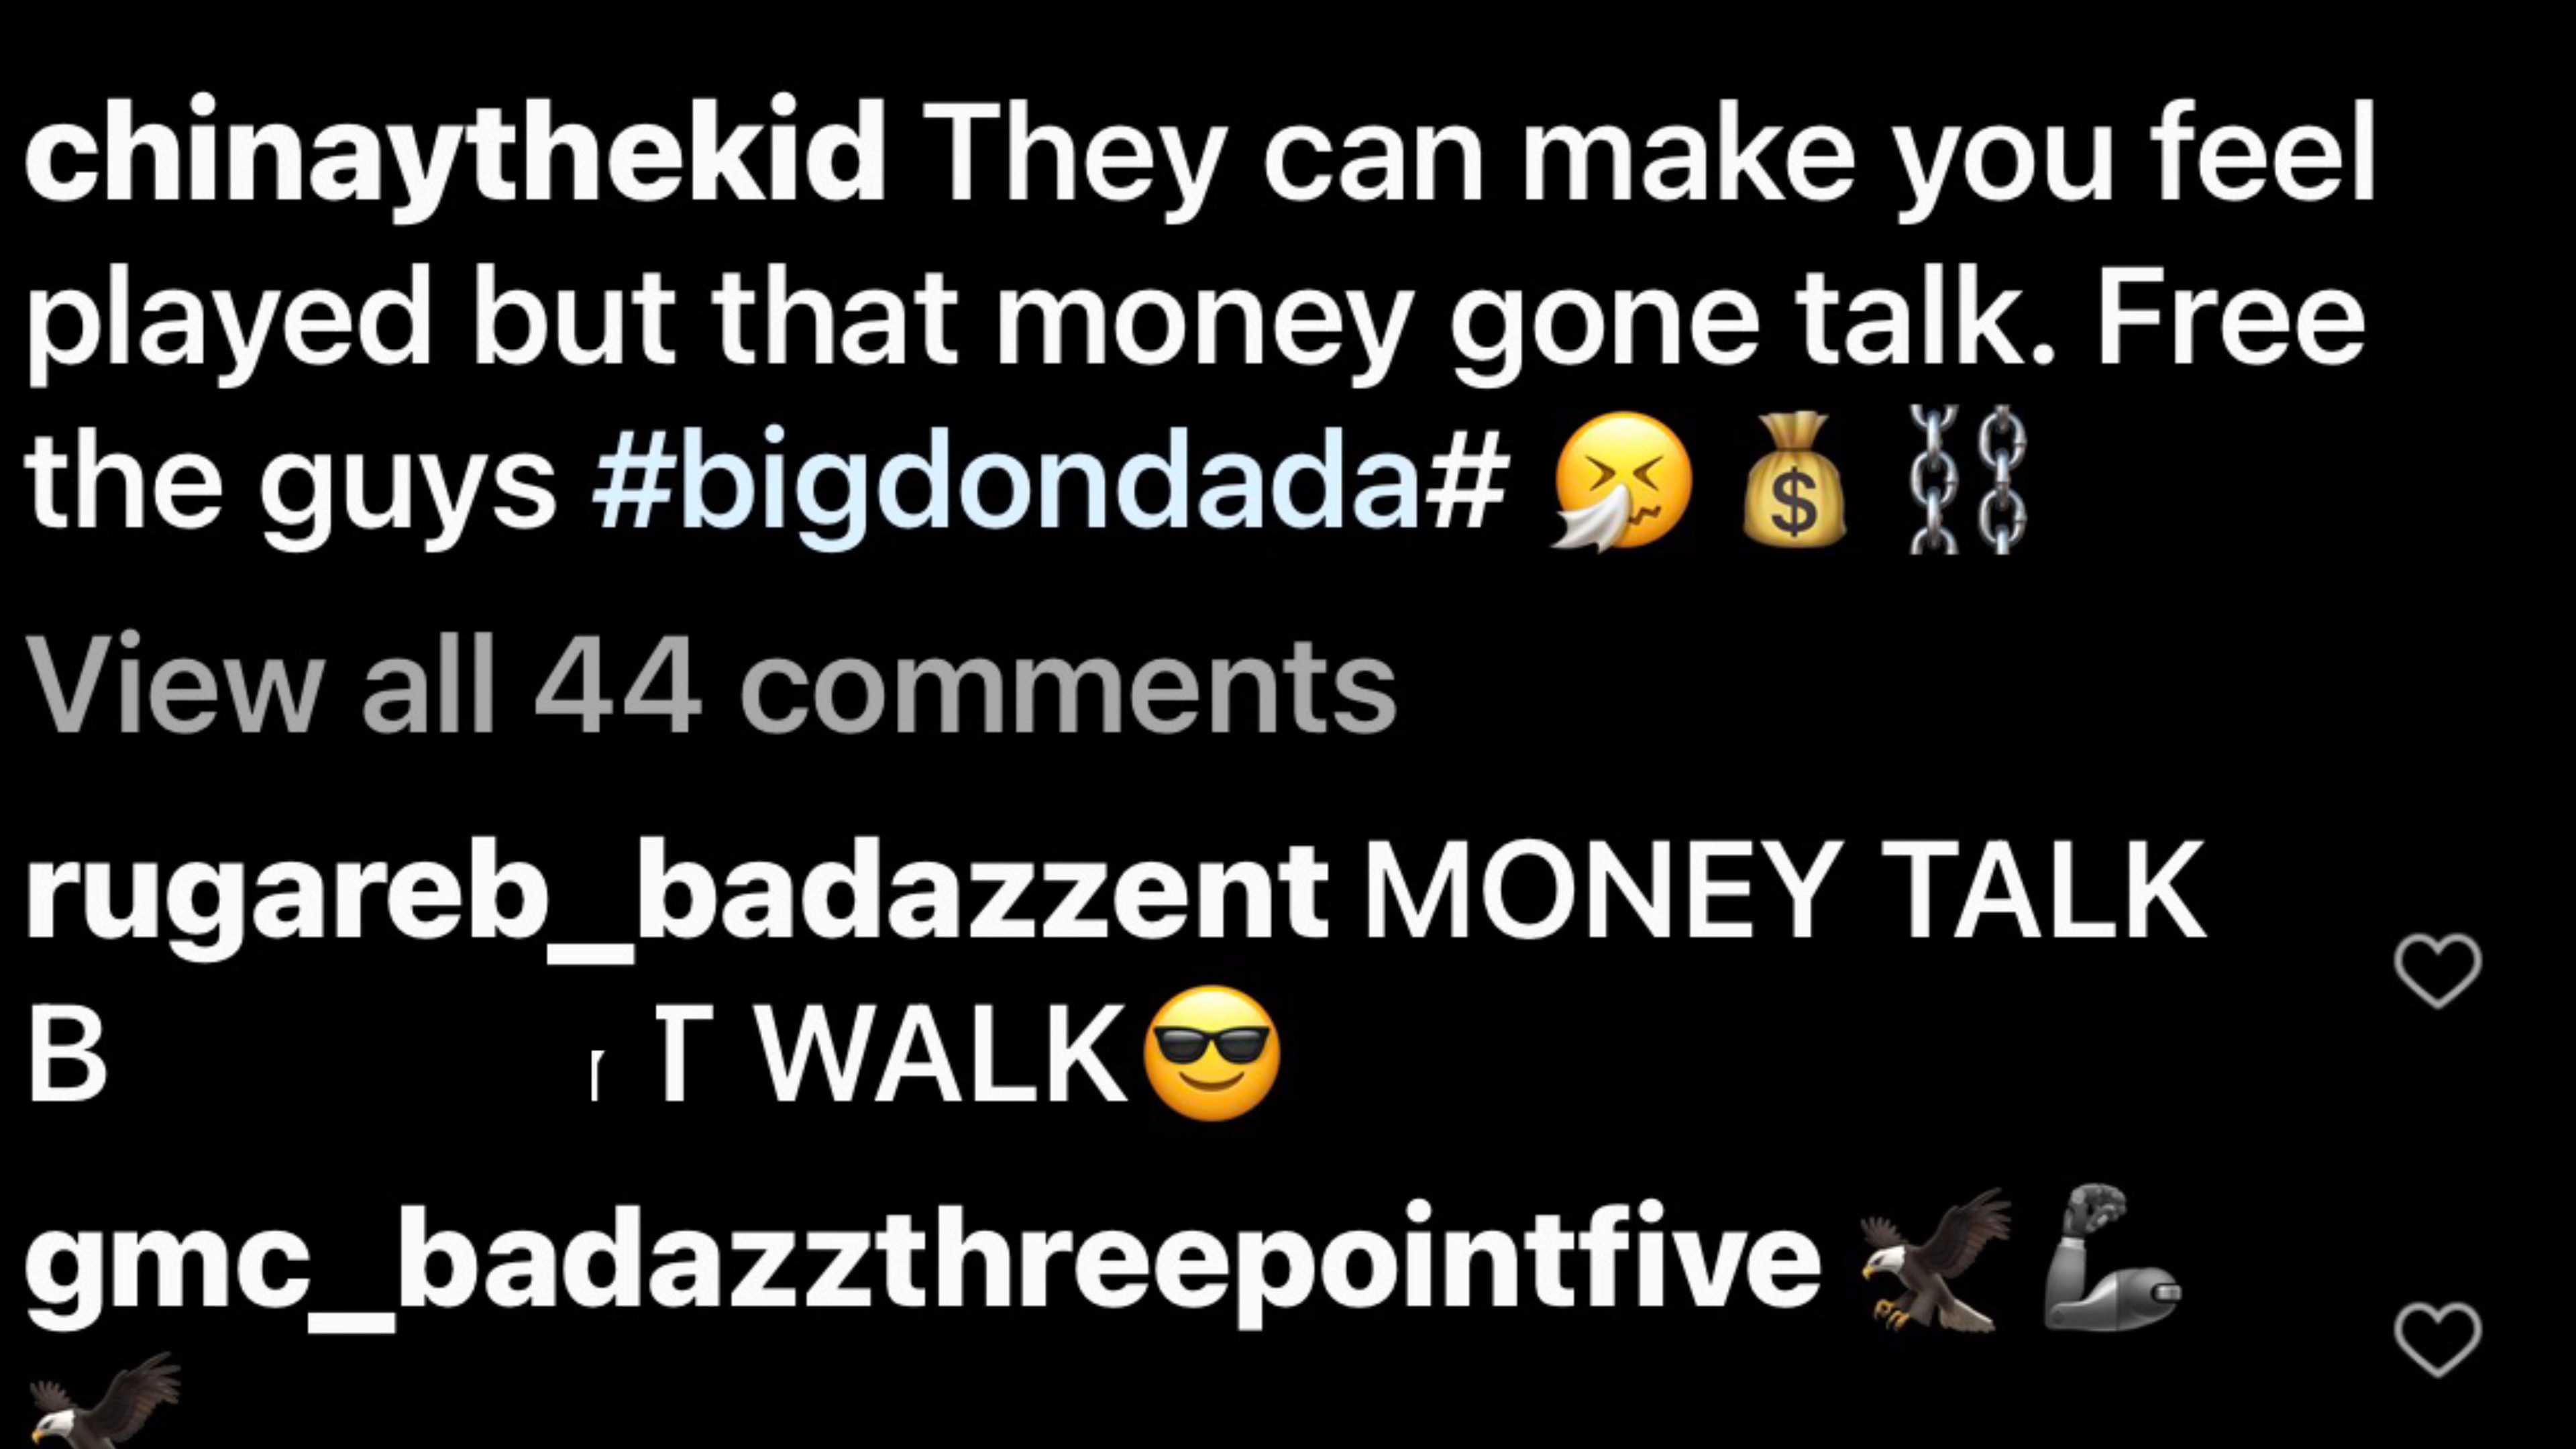 chinaythekid They can make you feel
played but that money gone talk. Free
the guys #bigdondada# 🤧 💰 ⛓️
View all 44 comments
rugareb_badazzent MONEY TALK
B T WALK😎
gmc_badazzthreepointfive 🦅 🦾
🦅